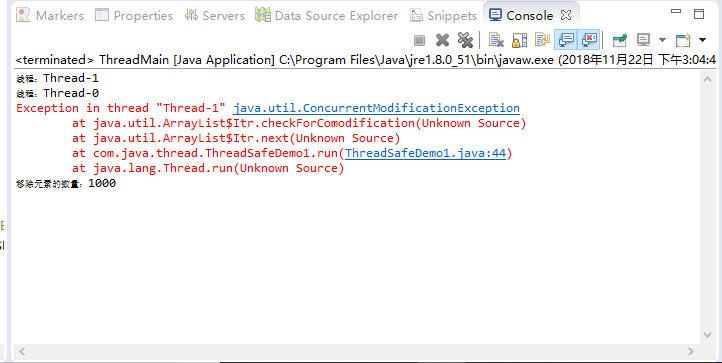 Markers Properties Servers Data Source Explorer Snippets Console
<terminated> ThreadMain [Java Application] C:\Program Files\Java\jre1.8.0_51\bin\javaw.exe (2018年11月22日 下午3:04:4
线程：Thread-1
线程：Thread-0
Exception in thread "Thread-1" java.util.ConcurrentModificationException
at java.util.ArrayList$Itr.checkForComodification(Unknown Source)
at java.util.ArrayList$Itr.next(Unknown Source)
at com.java.thread.ThreadSafeDemo1.run(ThreadSafeDemo1.java:44)
at java.lang.Thread.run(Unknown Source)
移除元素的数量：1000